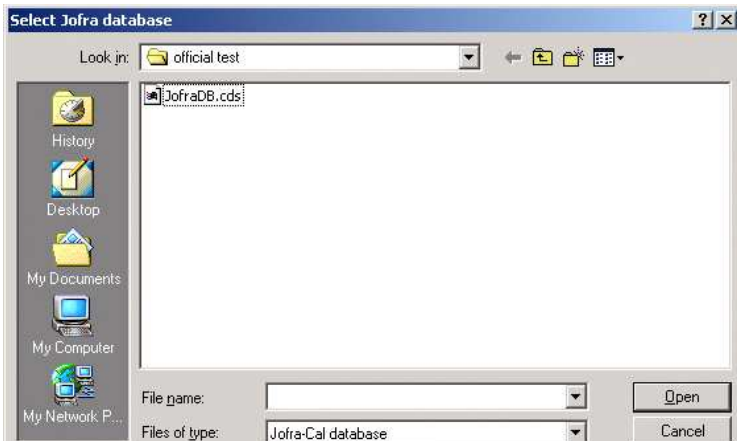 Select Jofra database
Look in: official test
JofraDB.cds
History
Desktop
My Documents
My Computer
My Network P...
File name:
Open
Files of type: Jofra-Cal database
Cancel